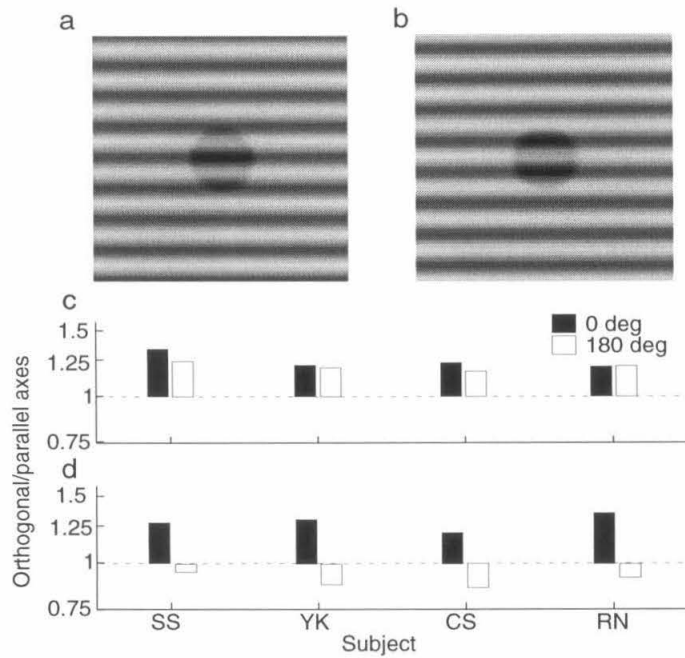 a
b
c
0 deg
180 deg
1.5
1.25
1
0.75
d
1.5
1.25
1
0.75
Orthogonal/parallel axes
SS YK CS RN
Subject